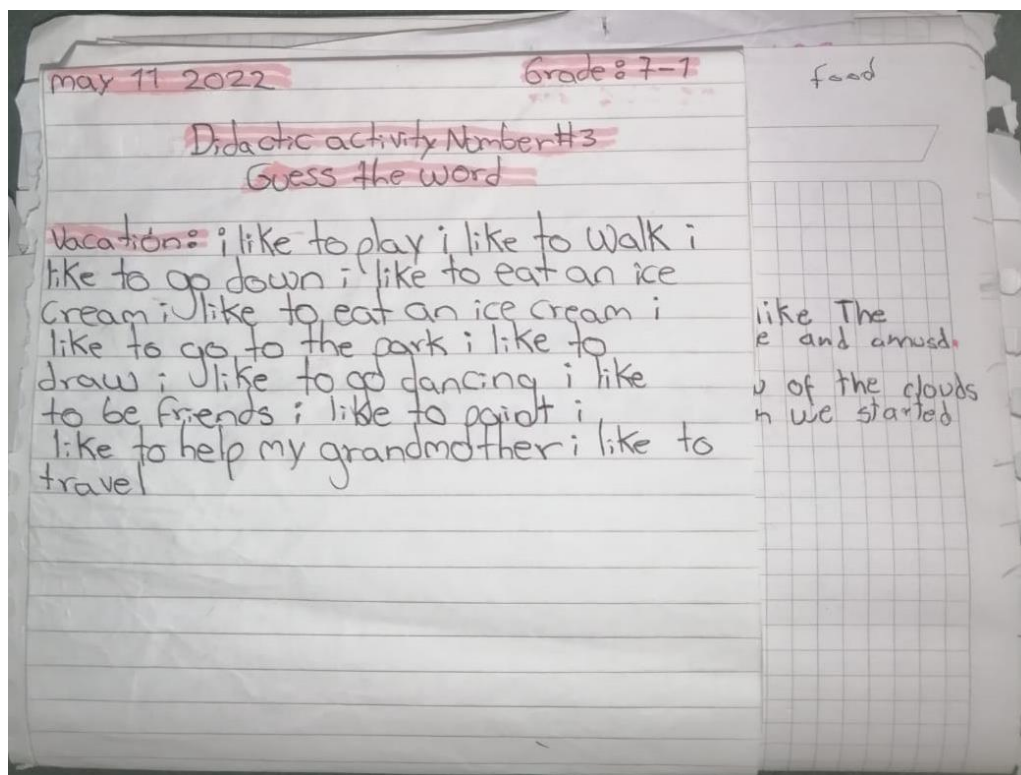 may 11 2022
Grade: 7-1
food
Didactic activity Number #3
Guess the word
Vacatión: i like to play i like to walk i
like to go down i like to eat an ice
cream i like to eat an ice cream i
like to go to the park i like to
draw i like to go dancing i like
to be friends i like to paint i
like to help my grandmother i like to
travel
like The
e and amusd.
of the clouds
n we started